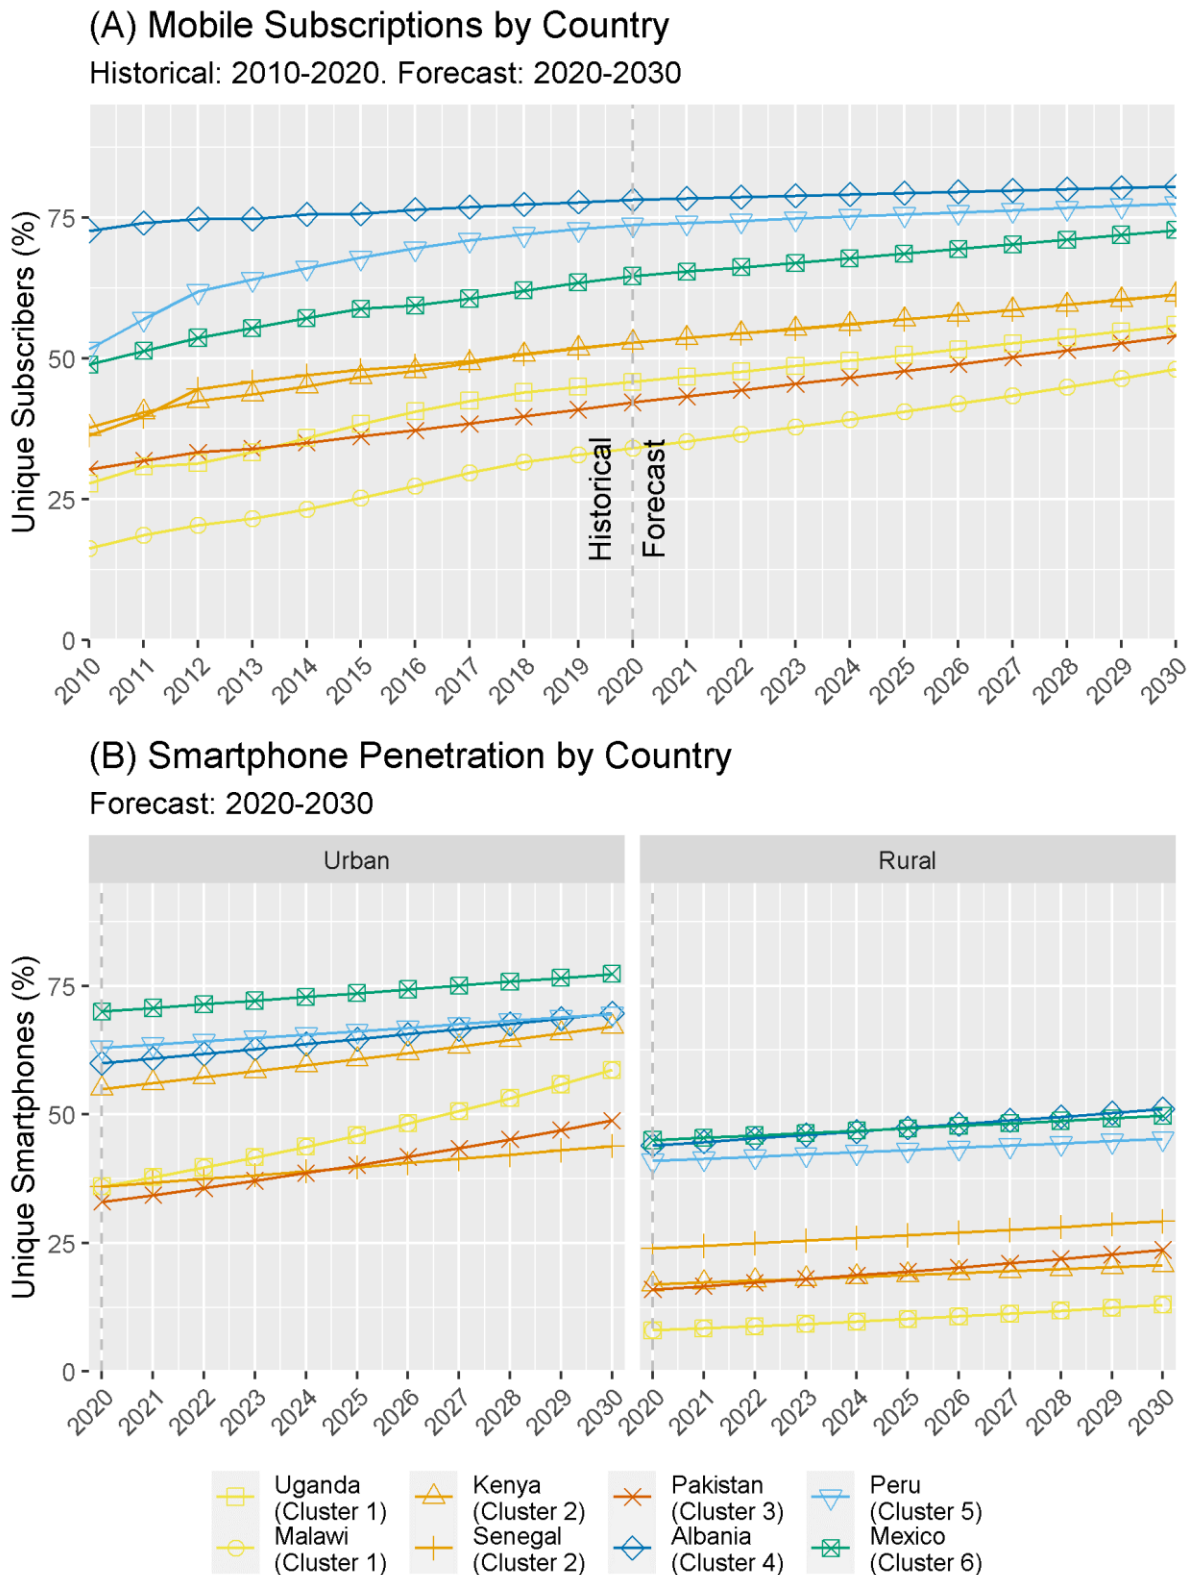 (A) Mobile Subscriptions by Country
Historical: 2010-2020. Forecast: 2020-2030
Unique Subscribers (%)
75
50
25
0
Historical
Forecast
2010 2011 2012 2013 2014 2015 2016 2017 2018 2019 2020 2021 2022 2023 2024 2025 2026 2027 2028 2029 2030
(B) Smartphone Penetration by Country
Forecast: 2020-2030
Urban
Rural
Unique Smartphones (%)
75
50
25
0
2020 2021 2022 2023 2024 2025 2026 2027 2028 2029 2030
2020 2021 2022 2023 2024 2025 2026 2027 2028 2029 2030
Uganda
(Cluster 1)
Malawi
(Cluster 1)
Kenya
(Cluster 2)
Senegal
(Cluster 2)
Pakistan
(Cluster 3)
Albania
(Cluster 4)
Peru
(Cluster 5)
Mexico
(Cluster 6)